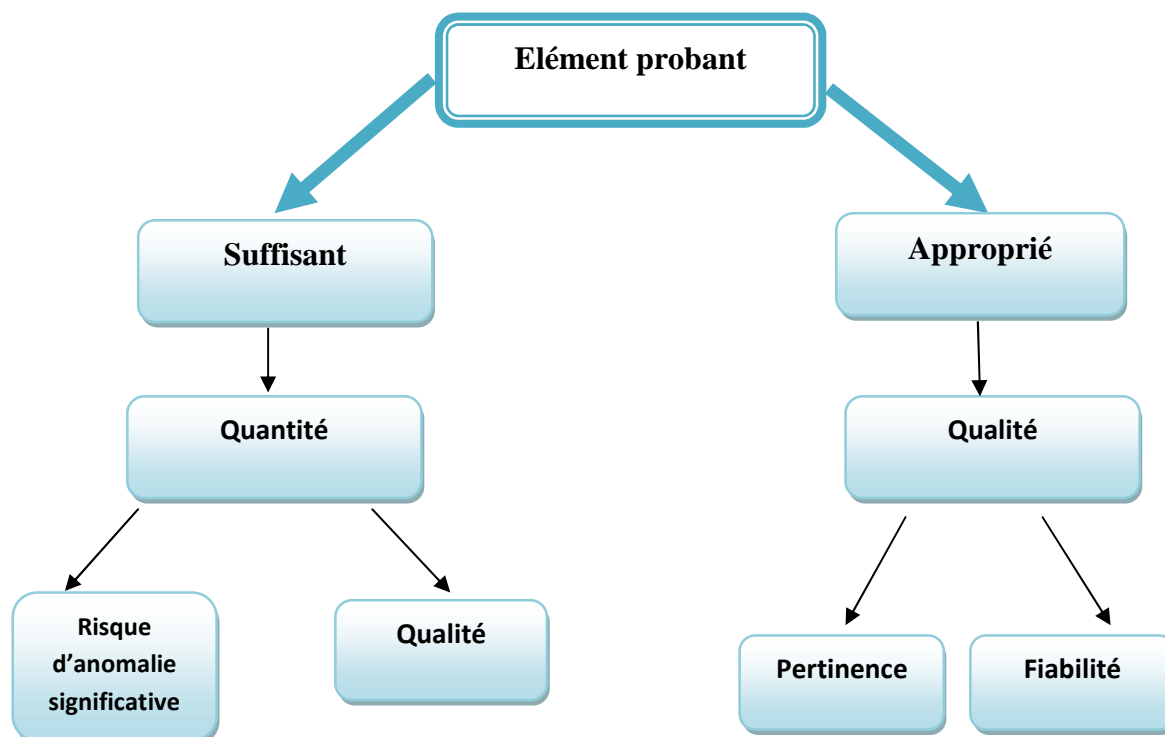 Elément probant
Suffisant
Approprié
Quantité
Qualité
Risque
d’anomalie
significative
Qualité
Pertinence
Fiabilité